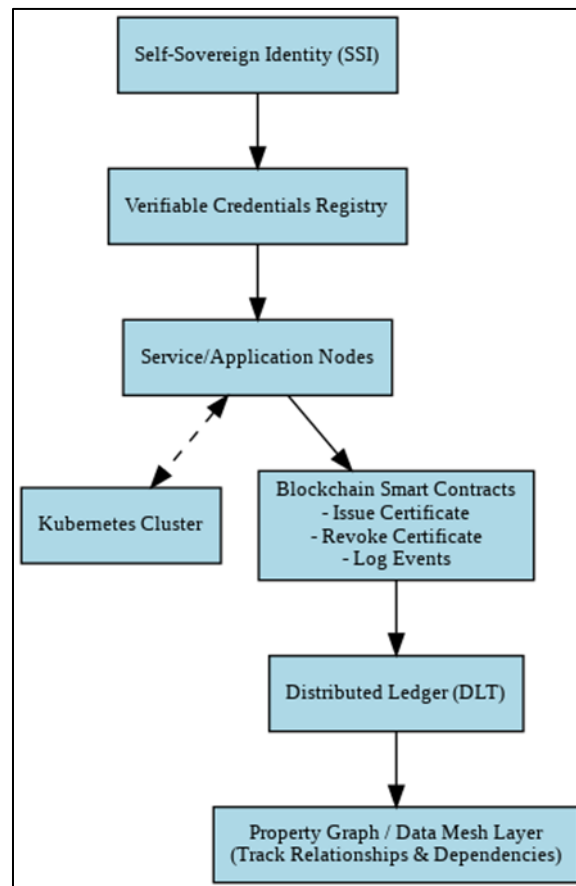 Self-Sovereign Identity (SSI)
Verifiable Credentials Registry
Service/Application Nodes
Kubernetes Cluster
Blockchain Smart Contracts
- Issue Certificate
- Revoke Certificate
- Log Events
Distributed Ledger (DLT)
Property Graph / Data Mesh Layer
(Track Relationships & Dependencies)